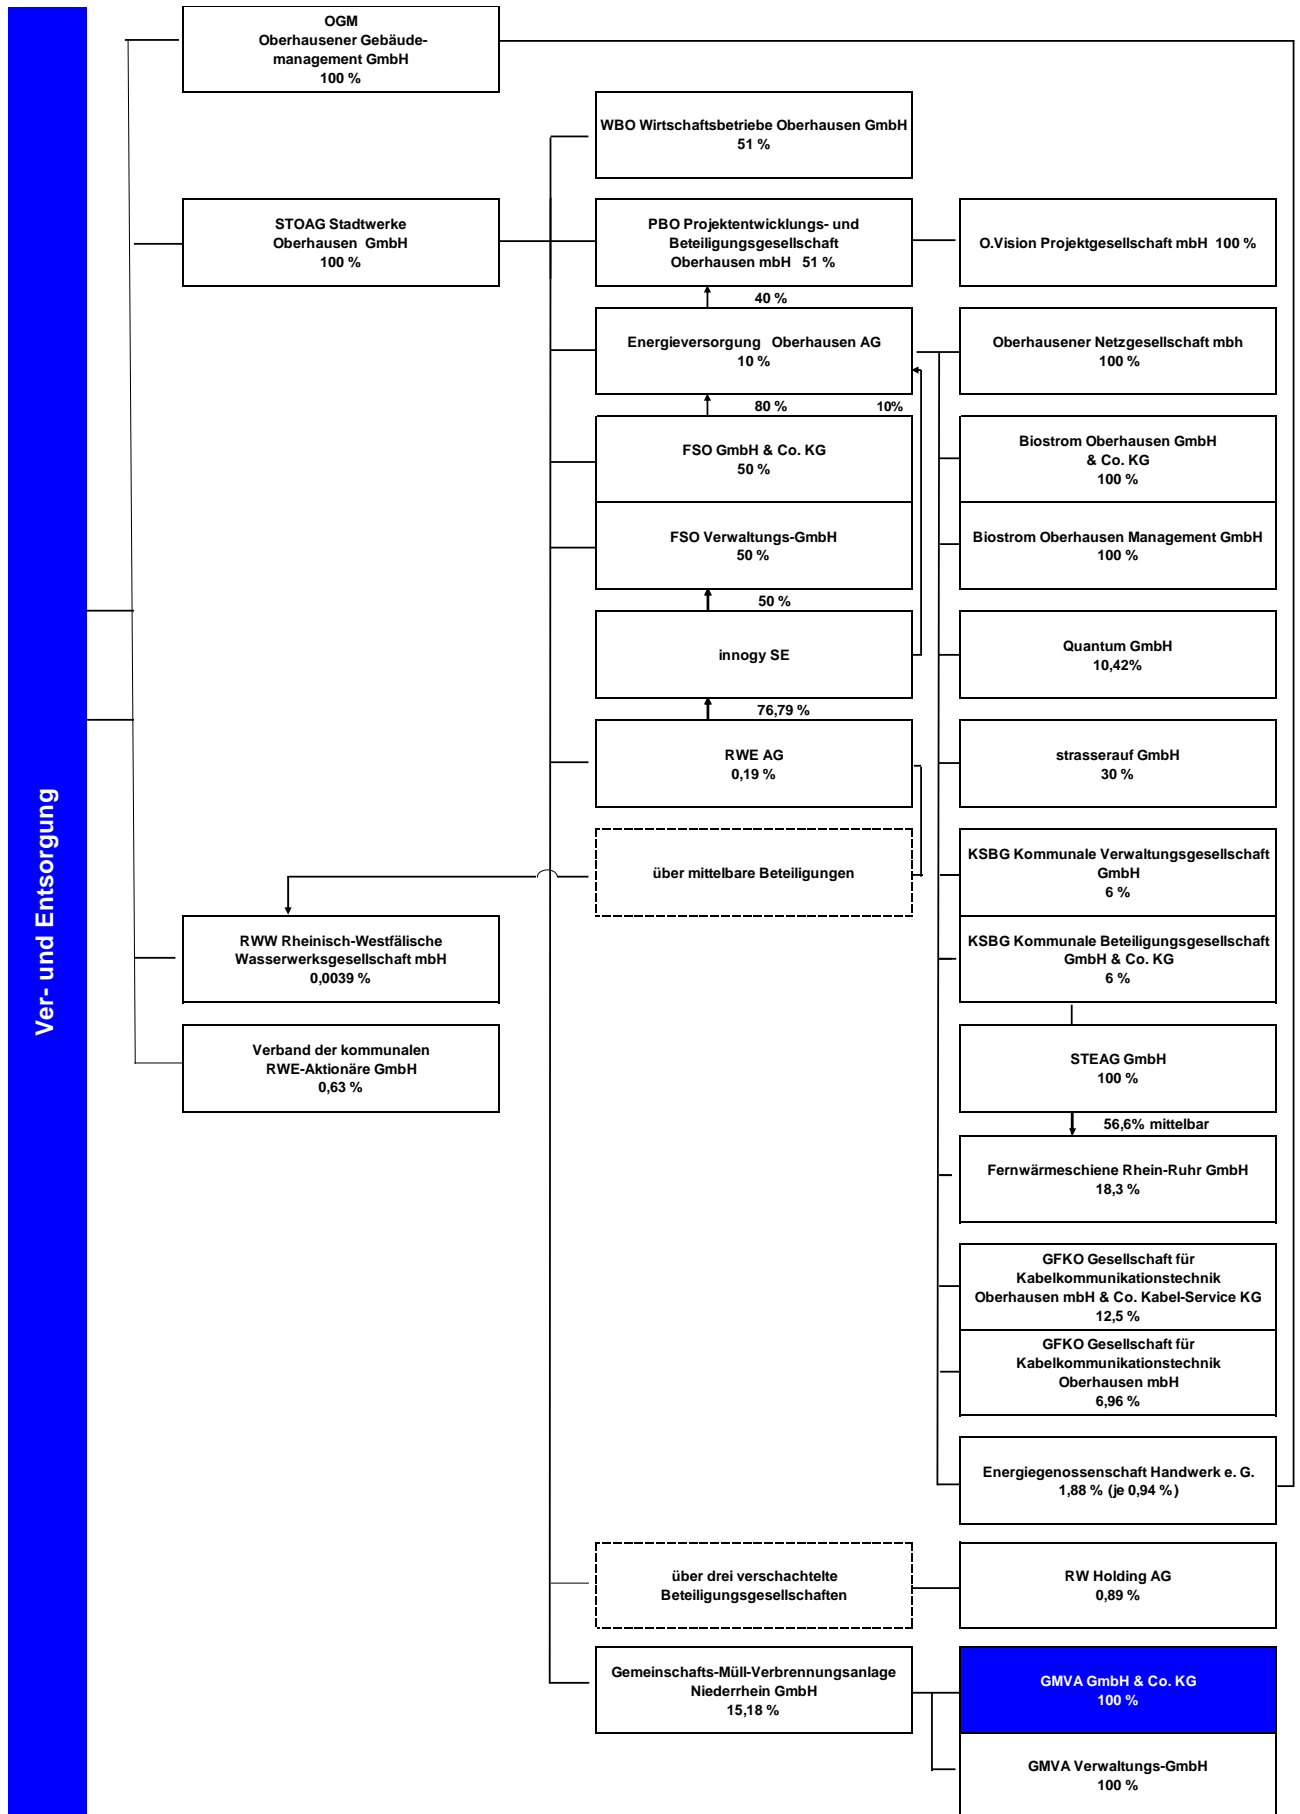 Ver- und Entsorgung
OGM
Oberhausener Gebäude-
management GmbH
100 %
WBO Wirtschaftsbetriebe Oberhausen GmbH
51 %
STOAG Stadtwerke
Oberhausen GmbH
100 %
PBO Projektentwicklungs- und
Beteiligungsgesellschaft
Oberhausen mbH 51 %
O.Vision Projektgesellschaft mbH 100 %
40 %
Energieversorgung Oberhausen AG
10 %
Oberhausener Netzgesellschaft mbh
100 %
80 %
10%
FSO GmbH & Co. KG
50 %
Biostrom Oberhausen GmbH
& Co. KG
100 %
FSO Verwaltungs-GmbH
50 %
Biostrom Oberhausen Management GmbH
100 %
50 %
innogy SE
Quantum GmbH
10,42%
76,79 %
RWE AG
0,19 %
strasserauf GmbH
30 %
über mittelbare Beteiligungen
KSBG Kommunale Verwaltungsgesellschaft
GmbH
6 %
RWW Rheinisch-Westfälische
Wasserwerksgesellschaft mbH
0,0039 %
KSBG Kommunale Beteiligungsgesellschaft
GmbH & Co. KG
6 %
Verband der kommunalen
RWE-Aktionäre GmbH
0,63 %
STEAG GmbH
100 %
56,6% mittelbar
Fernwärmeschiene Rhein-Ruhr GmbH
18,3 %
GFKO Gesellschaft für
Kabelkommunikationstechnik
Oberhausen mbH & Co. Kabel-Service KG
12,5 %
GFKO Gesellschaft für
Kabelkommunikationstechnik
Oberhausen mbH
6,96 %
Energiegenossenschaft Handwerk e. G.
1,88 % (je 0,94 %)
über drei verschachtelte
Beteiligungsgesellschaften
RW Holding AG
0,89 %
Gemeinschafts-Müll-Verbrennungsanlage
Niederrhein GmbH
15,18 %
GMVA GmbH & Co. KG
100 %
GMVA Verwaltungs-GmbH
100 %